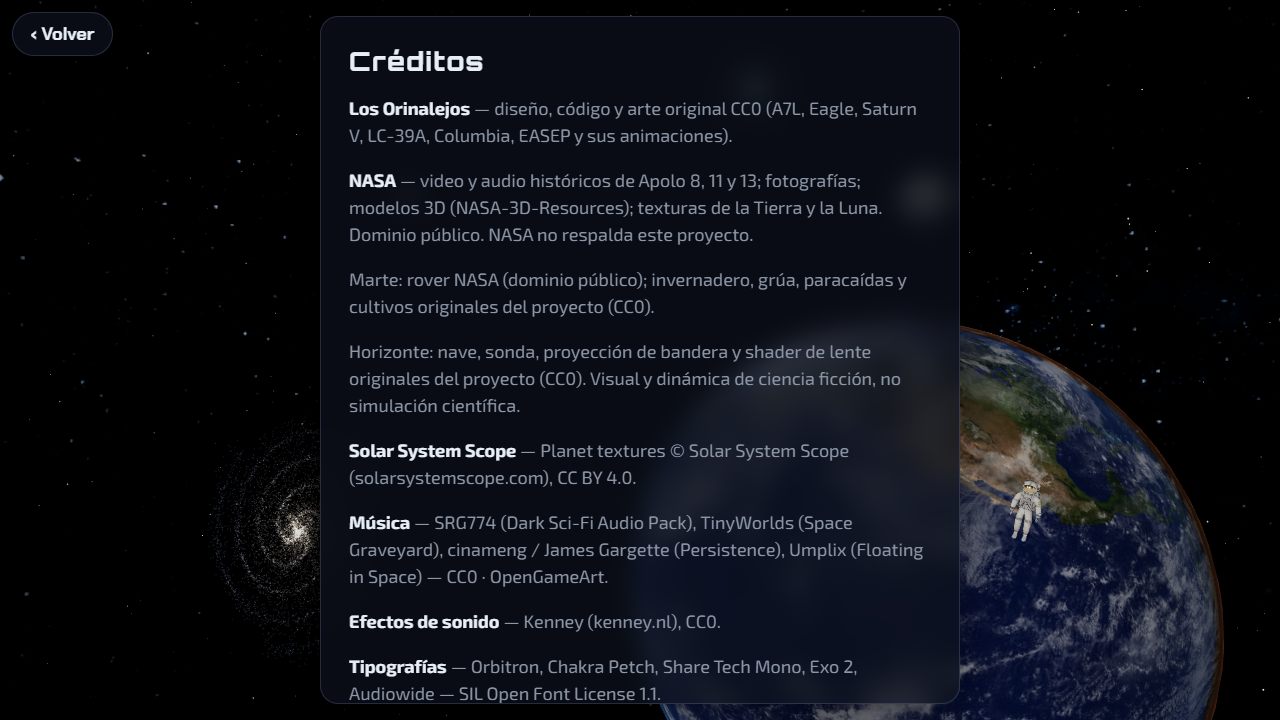 ‹ Volver
Créditos
Los Orinalejos — diseño, código y arte original CC0 (A7L, Eagle, Saturn
V, LC-39A, Columbia, EASEP y sus animaciones).
NASA — video y audio históricos de Apolo 8, 11 y 13; fotografías;
modelos 3D (NASA-3D-Resources); texturas de la Tierra y la Luna.
Dominio público. NASA no respalda este proyecto.
Marte: rover NASA (dominio público); invernadero, grúa, paracaídas y
cultivos originales del proyecto (CC0).
Horizonte: nave, sonda, proyección de bandera y shader de lente
originales del proyecto (CC0). Visual y dinámica de ciencia ficción, no
simulación científica.
Solar System Scope — Planet textures © Solar System Scope
(solarsystemscope.com), CC BY 4.0.
Música — SRG774 (Dark Sci-Fi Audio Pack), TinyWorlds (Space
Graveyard), cinameng / James Gargette (Persistence), Umplix (Floating
in Space) — CC0 · OpenGameArt.
Efectos de sonido — Kenney (kenney.nl), CC0.
Tipografías — Orbitron, Chakra Petch, Share Tech Mono, Exo 2,
Audiowide — SIL Open Font License 1.1.